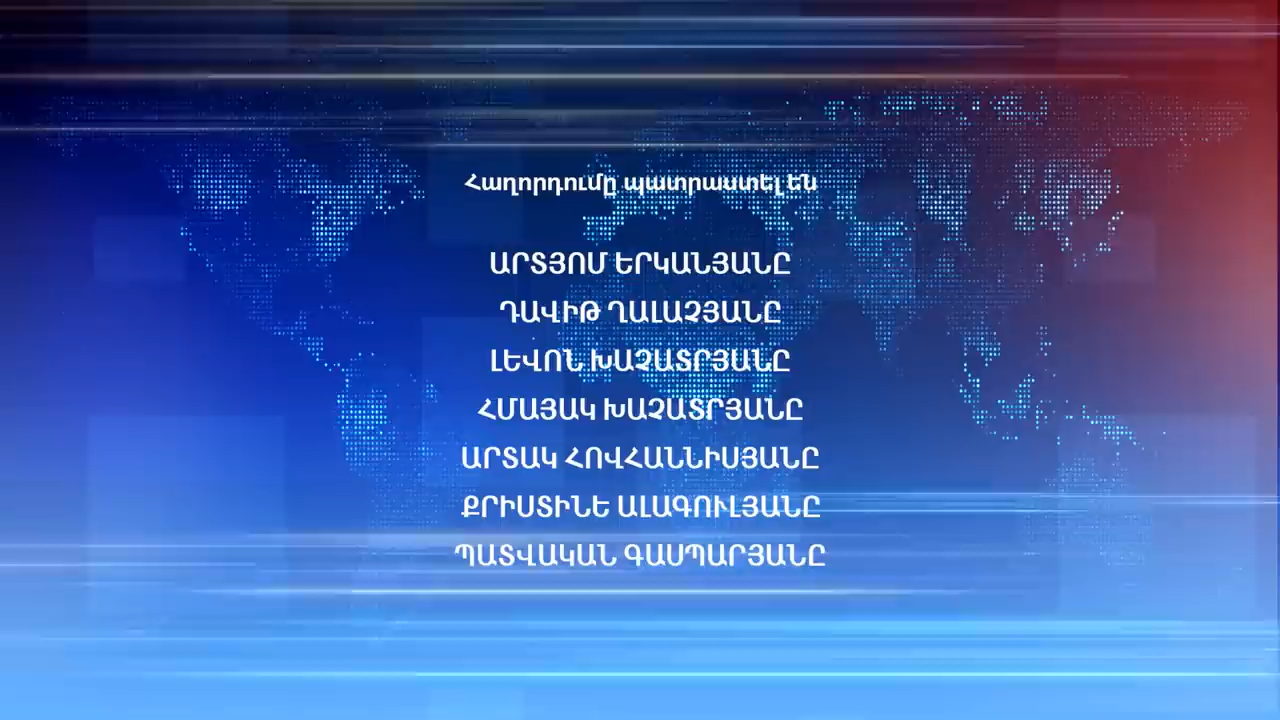 Հաղորդումը պատրաստել են
ԱՐՏՅՈՄ ԵՐԿԱՆՅԱՆԸ
ԴԱՎԻԹ ՂԱԼԱՉՅԱՆԸ
ԼԵՎՈՆ ԽԱՉԱՏՐՅԱՆԸ
ՀՄԱՅԱԿ ԽԱՉԱՏՐՅԱՆԸ
ԱՐՏԱԿ ՀՈՎՀԱՆՆԻՍՅԱՆԸ
ՔՐԻՍՏԻՆԵ ԱԼԱԳՈՒԼՅԱՆԸ
ՊԱՏՎԱԿԱՆ ԳԱՍՊԱՐՅԱՆԸ